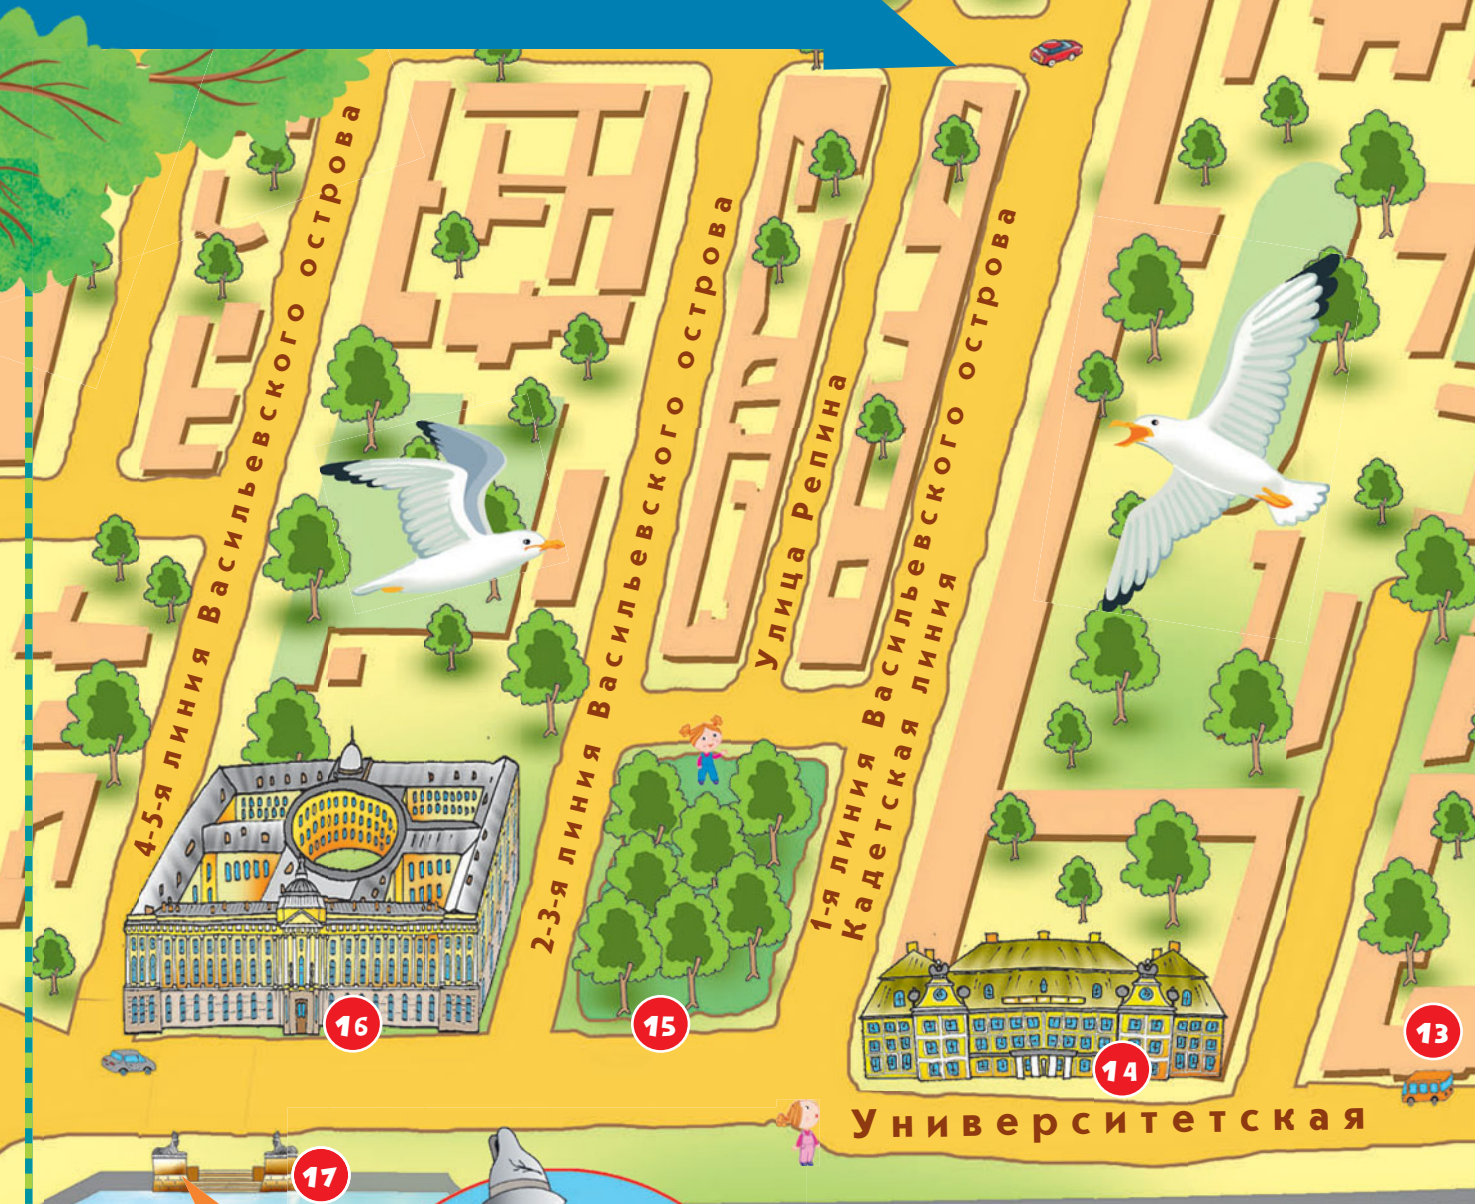 4-5-я линия Васильевского острова
2-3-я линия Васильевского острова
Улица Репина
1-я линия Васильевского острова
Кадетская линия
16
15
14
13
Университетская
17